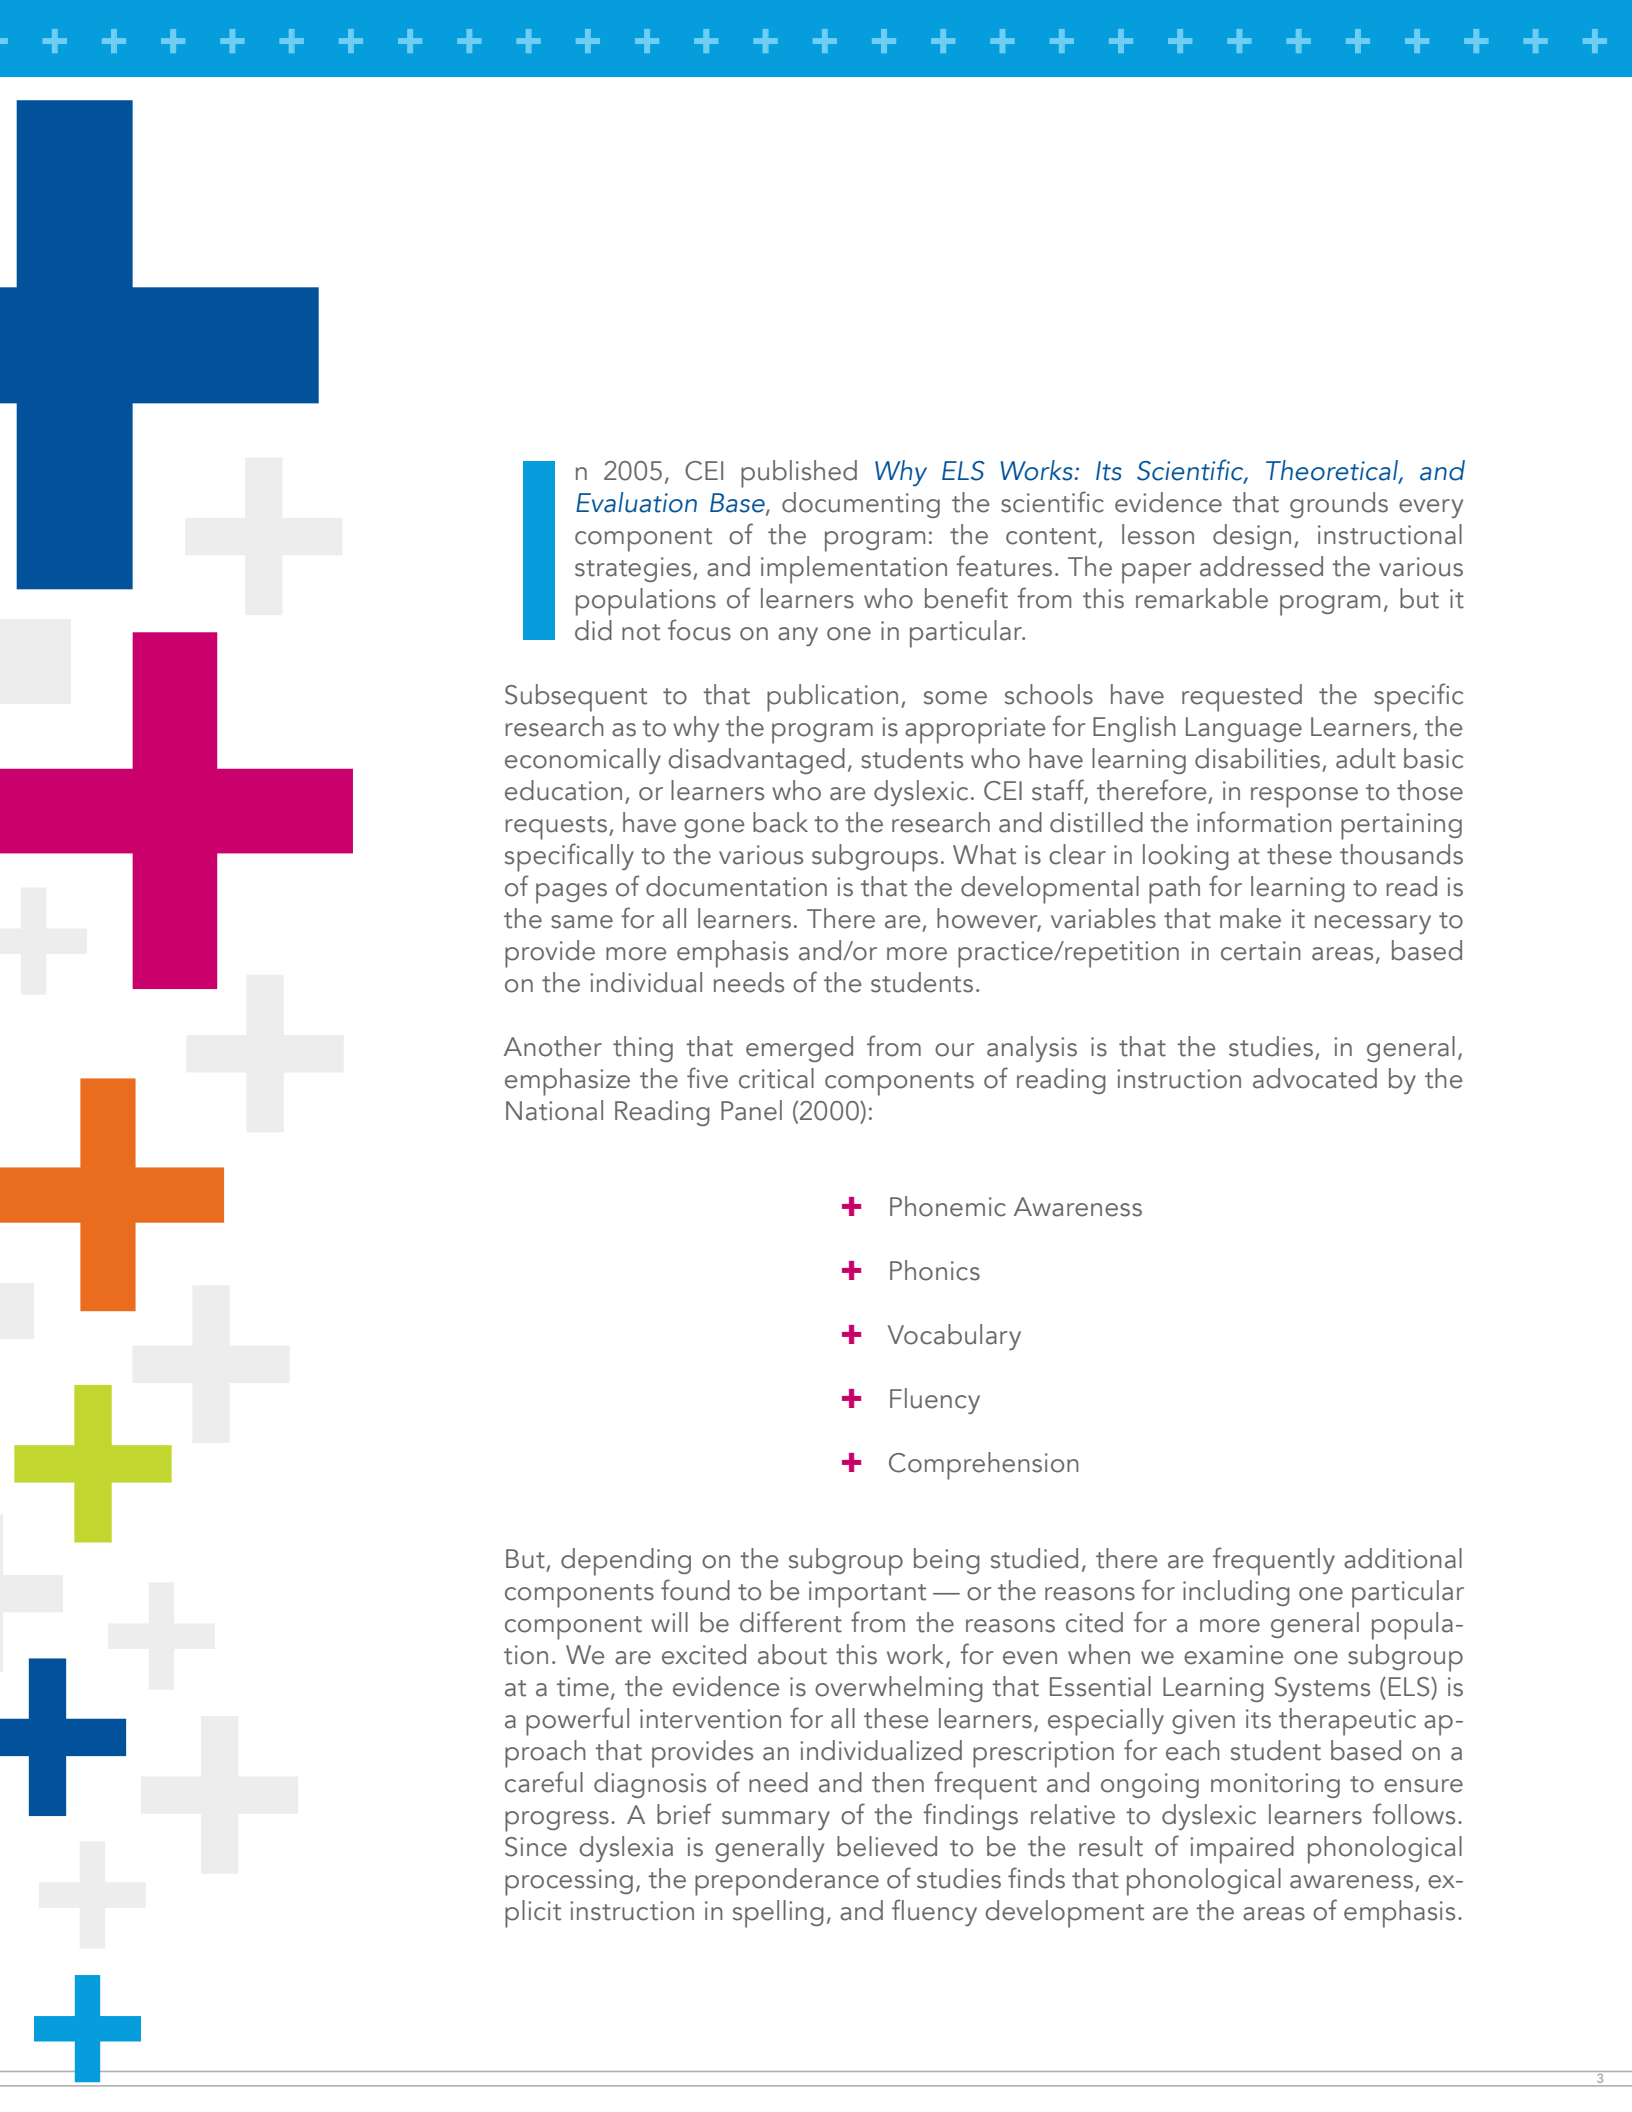 In 2005, CEI published Why ELS Works: Its Scientific, Theoretical, and
Evaluation Base, documenting the scientific evidence that grounds every
component of the program: the content, lesson design, instructional
strategies, and implementation features. The paper addressed the various
populations of learners who benefit from this remarkable program, but it
did not focus on any one in particular.
Subsequent to that publication, some schools have requested the specific
research as to why the program is appropriate for English Language Learners, the
economically disadvantaged, students who have learning disabilities, adult basic
education, or learners who are dyslexic. CEI staff, therefore, in response to those
requests, have gone back to the research and distilled the information pertaining
specifically to the various subgroups. What is clear in looking at these thousands
of pages of documentation is that the developmental path for learning to read is
the same for all learners. There are, however, variables that make it necessary to
provide more emphasis and/or more practice/repetition in certain areas, based
on the individual needs of the students.
Another thing that emerged from our analysis is that the studies, in general,
emphasize the five critical components of reading instruction advocated by the
National Reading Panel (2000):
+ Phonemic Awareness
+ Phonics
+ Vocabulary
+ Fluency
+ Comprehension
But, depending on the subgroup being studied, there are frequently additional
components found to be important — or the reasons for including one particular
component will be different from the reasons cited for a more general popula-
tion. We are excited about this work, for even when we examine one subgroup
at a time, the evidence is overwhelming that Essential Learning Systems (ELS) is
a powerful intervention for all these learners, especially given its therapeutic ap-
proach that provides an individualized prescription for each student based on a
careful diagnosis of need and then frequent and ongoing monitoring to ensure
progress. A brief summary of the findings relative to dyslexic learners follows.
Since dyslexia is generally believed to be the result of impaired phonological
processing, the preponderance of studies finds that phonological awareness, ex-
plicit instruction in spelling, and fluency development are the areas of emphasis.
3